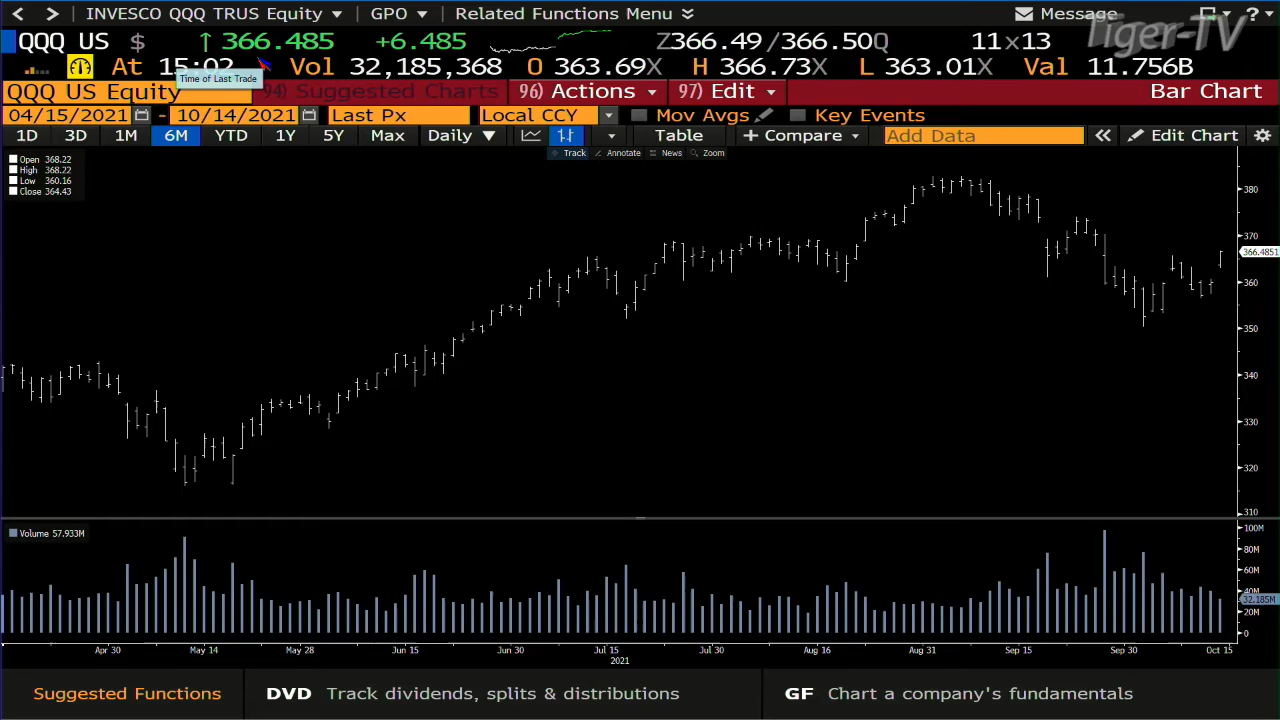 INVESCO QQQ TRUS Equity GPO Related Functions Menu Message ?
Tiger-TV
QQQ US $ ↑ 366.485 +6.485 Z366.49/366.50Q 11x13
At 15:02 Vol 32,185,368 O 363.69X H 366.73X L 363.01X Val 11.756B
Time of Last Trade
QQQ US Equity 94) Suggested Charts 96) Actions 97) Edit Bar Chart
04/15/2021 - 10/14/2021 Last Px Local CCY Mov Avgs Key Events
1D 3D 1M 6M YTD 1Y 5Y Max Daily ▼ Table + Compare Add Data « Edit Chart
Track Annotate News Zoom
Open 368.22
High 368.22
Low 360.16
Close 364.43
380
370
366.4851
360
350
340
330
320
310
Volume 57.933M
100M
80M
60M
40M
32.185M
20M
0
Apr 30 May 14 May 28 Jun 15 Jun 30 Jul 15 Jul 30 Aug 16 Aug 31 Sep 15 Sep 30 Oct 15
2021
Suggested Functions DVD Track dividends, splits & distributions GF Chart a company's fundamentals